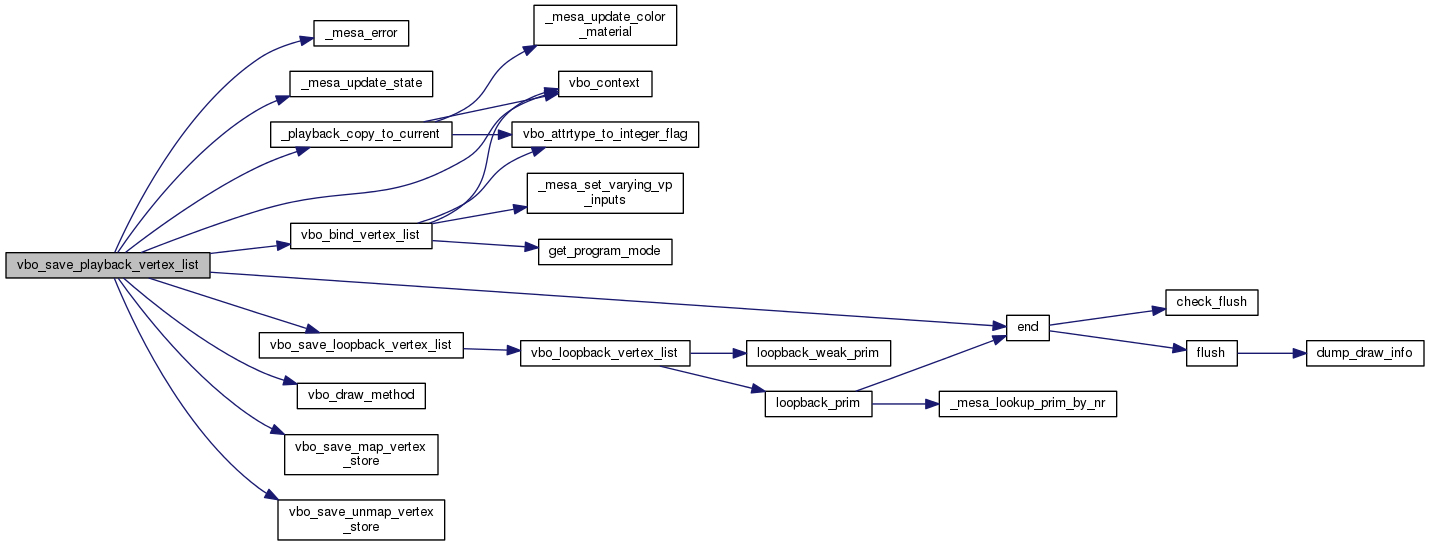 _mesa_error
_mesa_update_color
_material
_mesa_update_state
vbo_context
_playback_copy_to_current
vbo_attrtype_to_integer_flag
_mesa_set_varying_vp
_inputs
vbo_bind_vertex_list
get_program_mode
vbo_save_playback_vertex_list
check_flush
end
vbo_save_loopback_vertex_list
vbo_loopback_vertex_list
loopback_weak_prim
flush
dump_draw_info
vbo_draw_method
loopback_prim
_mesa_lookup_prim_by_nr
vbo_save_map_vertex
_store
vbo_save_unmap_vertex
_store